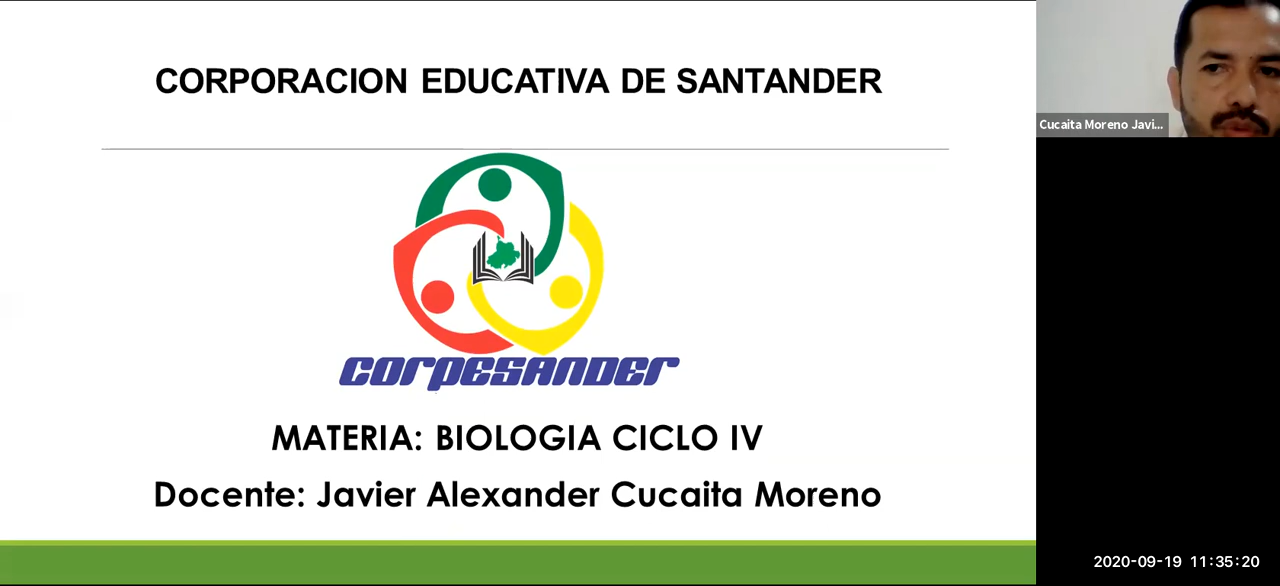 CORPORACION EDUCATIVA DE SANTANDER
Cucaita Moreno Javi...
CORPESANDER
MATERIA: BIOLOGIA CICLO IV
Docente: Javier Alexander Cucaita Moreno
2020-09-19 11:35:20